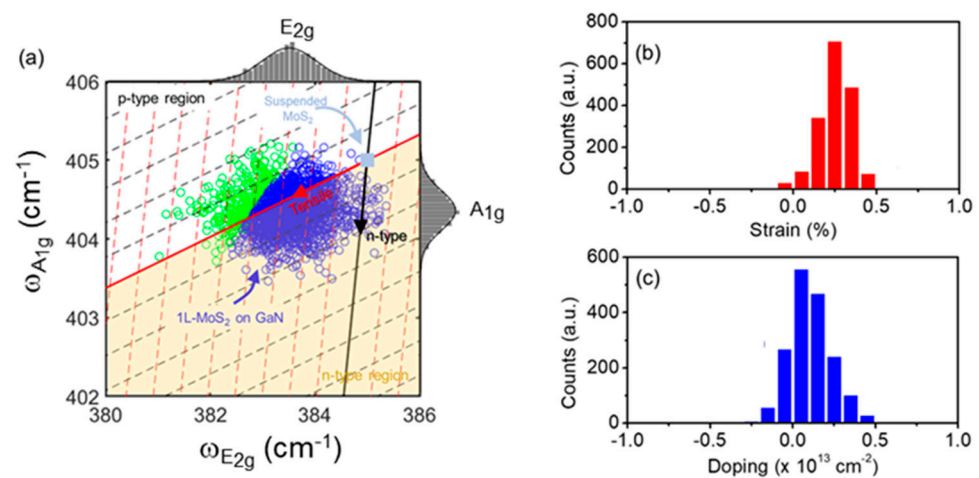 (a)
E2g
406
405
404
403
402
p-type region
Suspended
MoS2
Tensile
n-type
1L-MoS2 on GaN
n-type region
A1g
ωA1g (cm-1)
380 382 384 386
ωE2g (cm-1)
(b)
800
600
400
200
0
Counts (a.u.)
-1.0 -0.5 0.0 0.5 1.0
Strain (%)
(c)
600
400
200
0
Counts (a.u.)
-1.0 -0.5 0.0 0.5 1.0
Doping (x 10^13 cm-2)